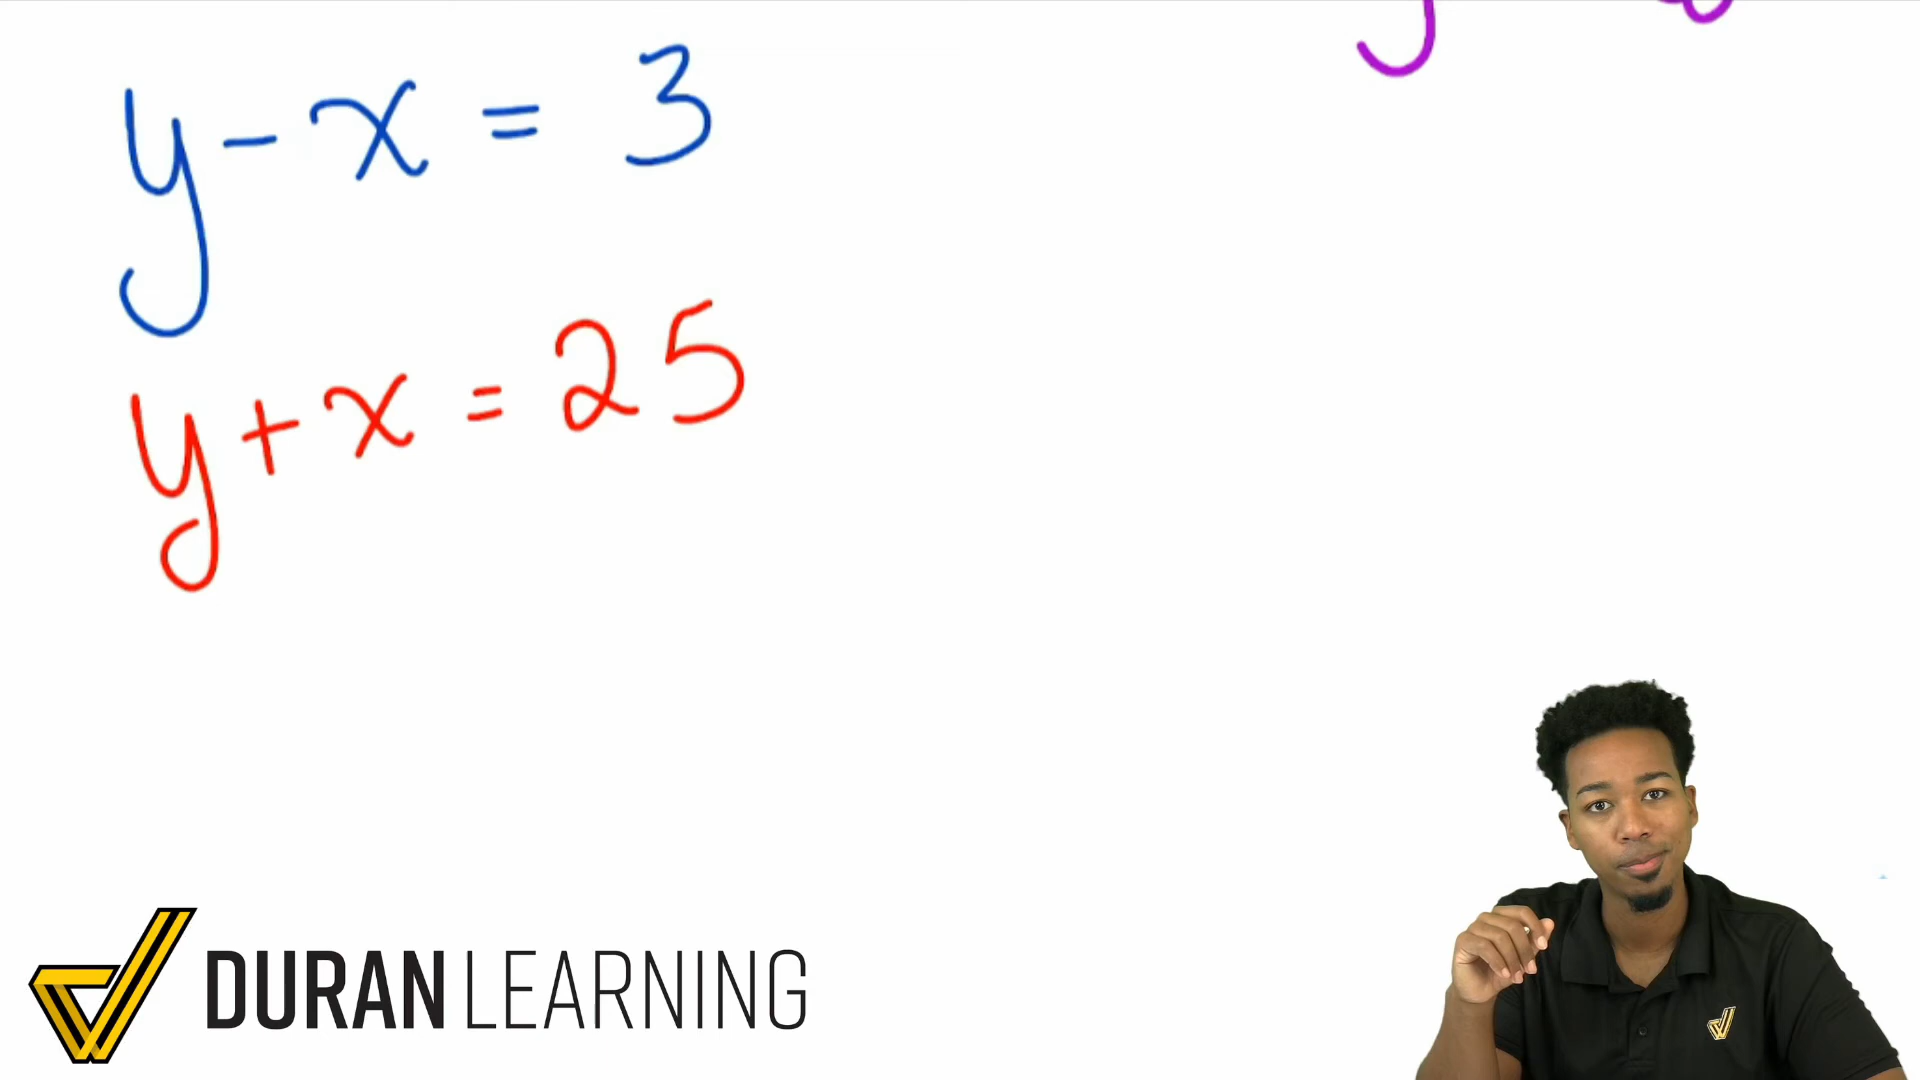 y - x = 3
y + x = 25
DURAN LEARNING